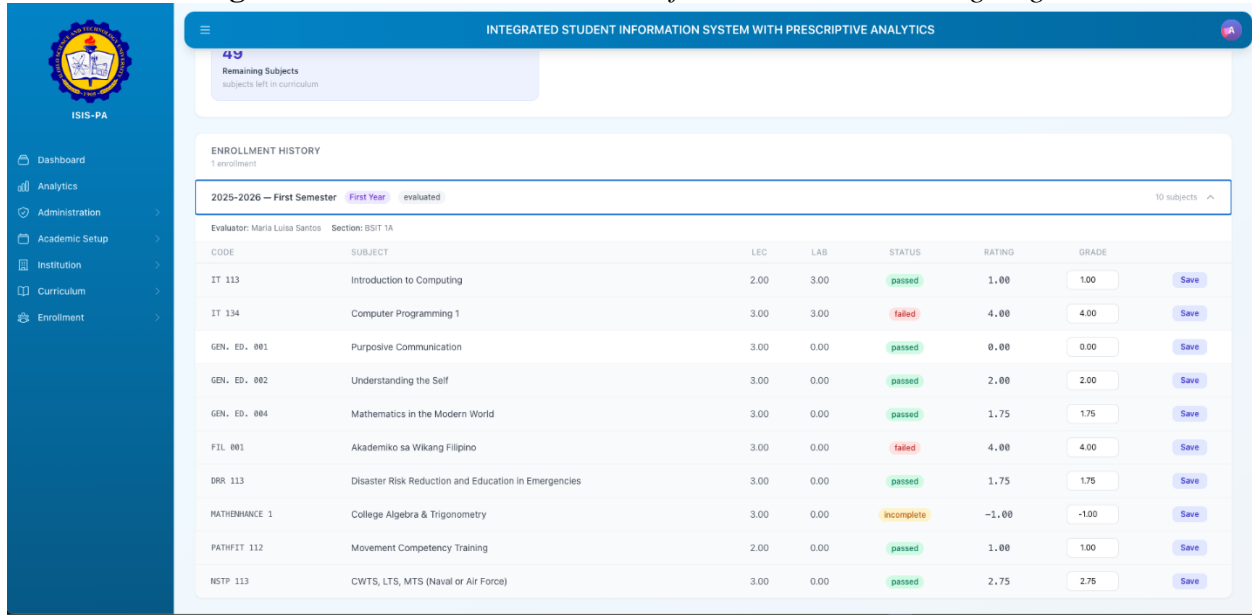 INTEGRATED STUDENT INFORMATION SYSTEM WITH PRESCRIPTIVE ANALYTICS
A
ISIS-PA
Dashboard
Analytics
Administration
Academic Setup
Institution
Curriculum
Enrollment
49
Remaining Subjects
subjects left in curriculum
ENROLLMENT HISTORY
1 enrollment
2025-2026 — First Semester First Year evaluated 10 subjects
Evaluator: Maria Luisa Santos Section: BSIT 1A
CODE SUBJECT LEC LAB STATUS RATING GRADE
IT 113 Introduction to Computing 2.00 3.00 passed 1.00 1.00 Save
IT 134 Computer Programming 1 3.00 3.00 failed 4.00 4.00 Save
GEN. ED. 001 Purposive Communication 3.00 0.00 passed 0.00 0.00 Save
GEN. ED. 002 Understanding the Self 3.00 0.00 passed 2.00 2.00 Save
GEN. ED. 004 Mathematics in the Modern World 3.00 0.00 passed 1.75 1.75 Save
FIL 001 Akademiko sa Wikang Filipino 3.00 0.00 failed 4.00 4.00 Save
DRR 113 Disaster Risk Reduction and Education in Emergencies 3.00 0.00 passed 1.75 1.75 Save
MATHENHANCE 1 College Algebra & Trigonometry 3.00 0.00 incomplete -1.00 -1.00 Save
PATHFIT 112 Movement Competency Training 2.00 0.00 passed 1.00 1.00 Save
NSTP 113 CWTS, LTS, MTS (Naval or Air Force) 3.00 0.00 passed 2.75 2.75 Save